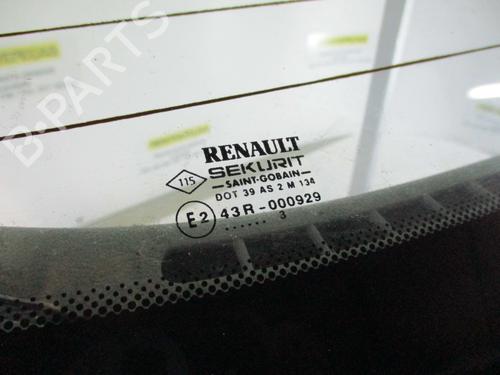 B-PARTS
RENAULT
SEKURIT
115
SAINT-GOBAIN
DOT 39 AS 2 M 134
E2 43R-000929
...... 3